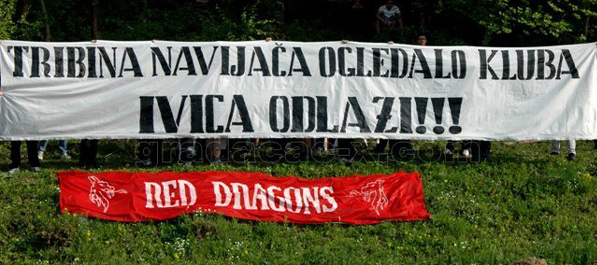 TRIBINA NAVIJAČA OGLEDALO KLUBA
IVICA ODLAZI!!!
RED DRAGONS